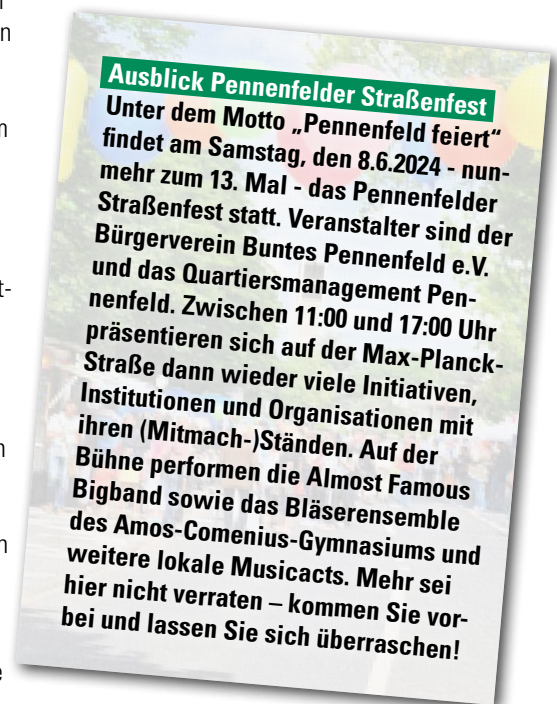 n
n
t-
n
n
e
Ausblick Pennenfelder Straßenfest
Unter dem Motto „Pennenfeld feiert“
findet am Samstag, den 8.6.2024 - nun-
mehr zum 13. Mal - das Pennenfelder
Straßenfest statt. Veranstalter sind der
Bürgerverein Buntes Pennenfeld e.V.
und das Quartiersmanagement Pen-
nenfeld. Zwischen 11:00 und 17:00 Uhr
präsentieren sich auf der Max-Planck-
Straße dann wieder viele Initiativen,
Institutionen und Organisationen mit
ihren (Mitmach-)Ständen. Auf der
Bühne performen die Almost Famous
Bigband sowie das Bläserensemble
des Amos-Comenius-Gymnasiums und
weitere lokale Musicacts. Mehr sei
hier nicht verraten – kommen Sie vor-
bei und lassen Sie sich überraschen!